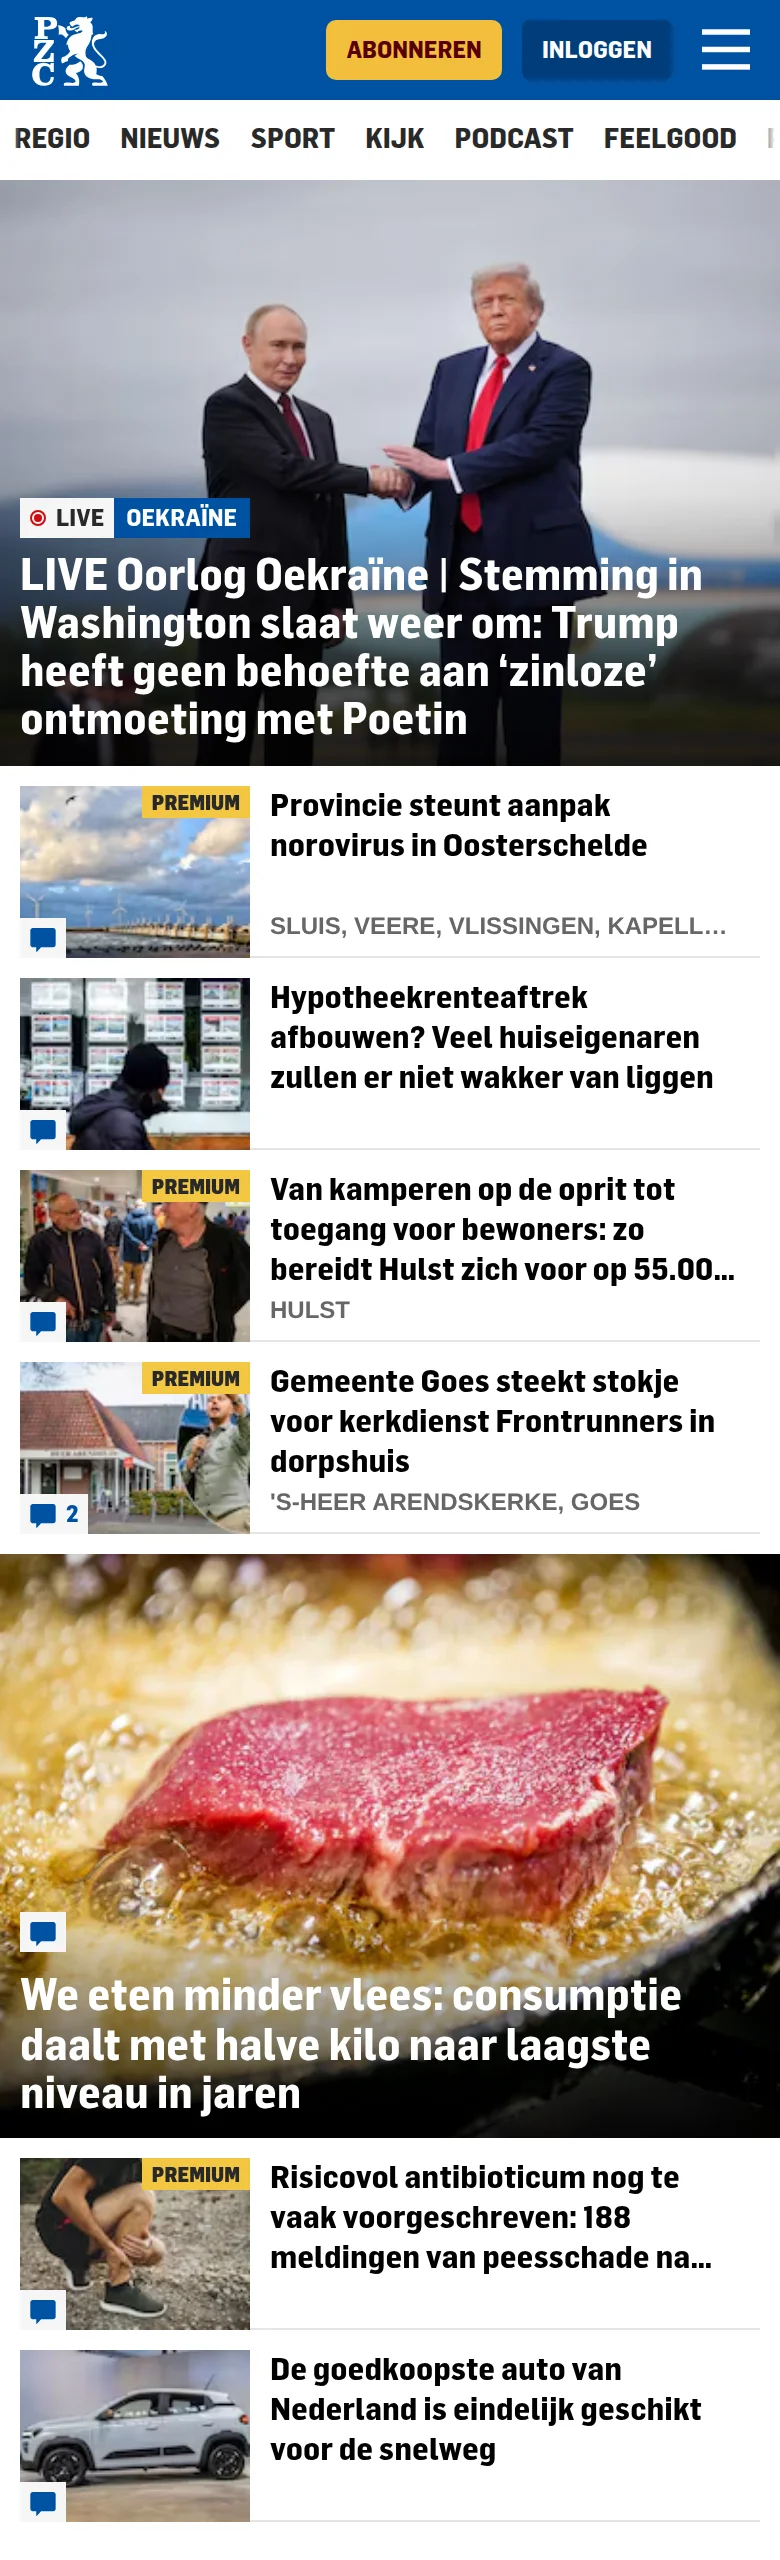 PZC
ABONNEREN
INLOGGEN
REGIO NIEUWS SPORT KIJK PODCAST FEELGOOD
LIVE OEKRAÏNE
LIVE Oorlog Oekraïne | Stemming in
Washington slaat weer om: Trump
heeft geen behoefte aan ‘zinloze’
ontmoeting met Poetin
PREMIUM
Provincie steunt aanpak
norovirus in Oosterschelde
SLUIS, VEERE, VLISSINGEN, KAPELL…
Hypotheekrenteaftrek
afbouwen? Veel huiseigenaren
zullen er niet wakker van liggen
PREMIUM
Van kamperen op de oprit tot
toegang voor bewoners: zo
bereidt Hulst zich voor op 55.00...
HULST
PREMIUM
2
Gemeente Goes steekt stokje
voor kerkdienst Frontrunners in
dorpshuis
'S-HEER ARENDSKERKE, GOES
We eten minder vlees: consumptie
daalt met halve kilo naar laagste
niveau in jaren
PREMIUM
Risicovol antibioticum nog te
vaak voorgeschreven: 188
meldingen van peesschade na...
De goedkoopste auto van
Nederland is eindelijk geschikt
voor de snelweg